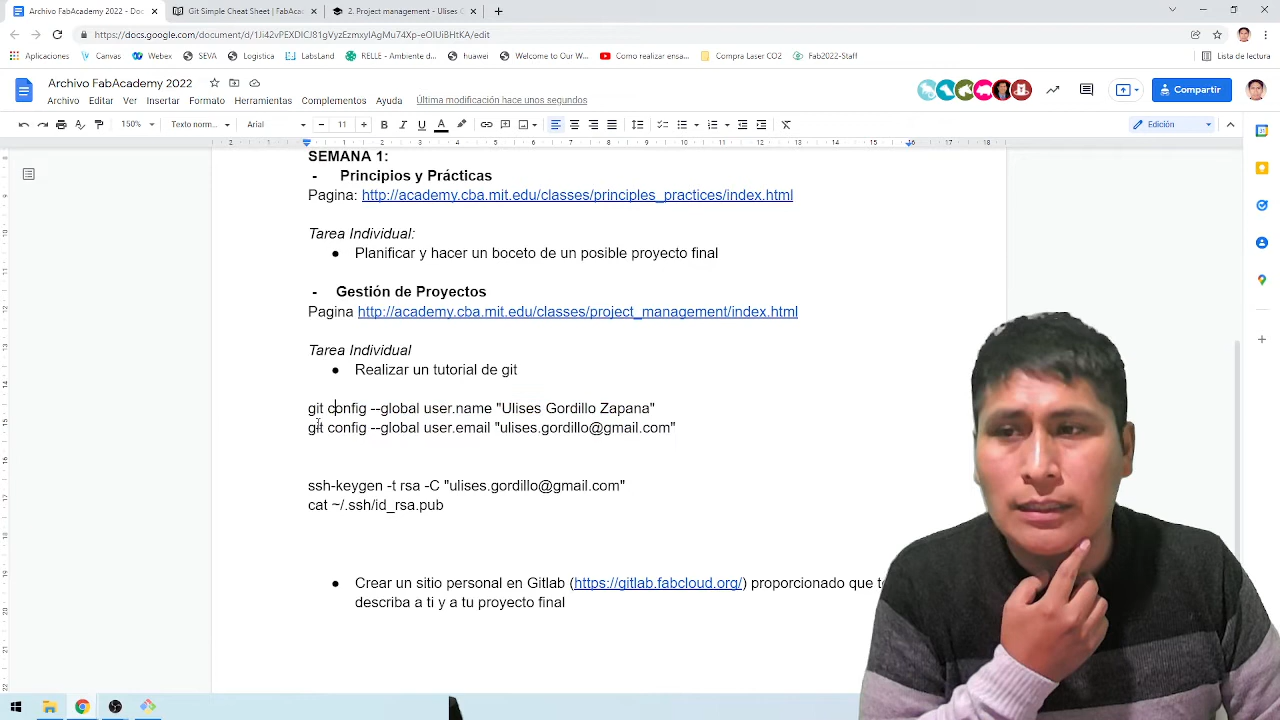 Archivo FabAcademy 2022 - Doc
Git Simple Cheat Sheet | FabAca
2. Project management - Ulises G
https://docs.google.com/document/d/1Ji42vPEXDICJ81gVyzEzmxyIAgMu74Xp-eOIUiBHtKA/edit
Aplicaciones
Canvas
Webinar
SEVA
Logistica
LabsLand
RELLE - Ambiente d...
huawei
Welcome to Our W...
Como realizar ensa...
Compra Laser CO2
Fab2022-Staff
Lista de lectura
Archivo FabAcademy 2022
Archivo Editar Ver Insertar Formato Herramientas Complementos Ayuda Última modificación hace unos segundos
Compartir
150% Texto norm... Arial 11 Edición
SEMANA 1:
- Principios y Prácticas
Pagina: http://academy.cba.mit.edu/classes/principles_practices/index.html
Tarea Individual:
● Planificar y hacer un boceto de un posible proyecto final
- Gestión de Proyectos
Pagina http://academy.cba.mit.edu/classes/project_management/index.html
Tarea Individual
● Realizar un tutorial de git
git config --global user.name "Ulises Gordillo Zapana"
git config --global user.email "ulises.gordillo@gmail.com"
ssh-keygen -t rsa -C "ulises.gordillo@gmail.com"
cat ~/.ssh/id_rsa.pub
● Crear un sitio personal en Gitlab (https://gitlab.fabcloud.org/) proporcionado que
describa a ti y a tu proyecto final